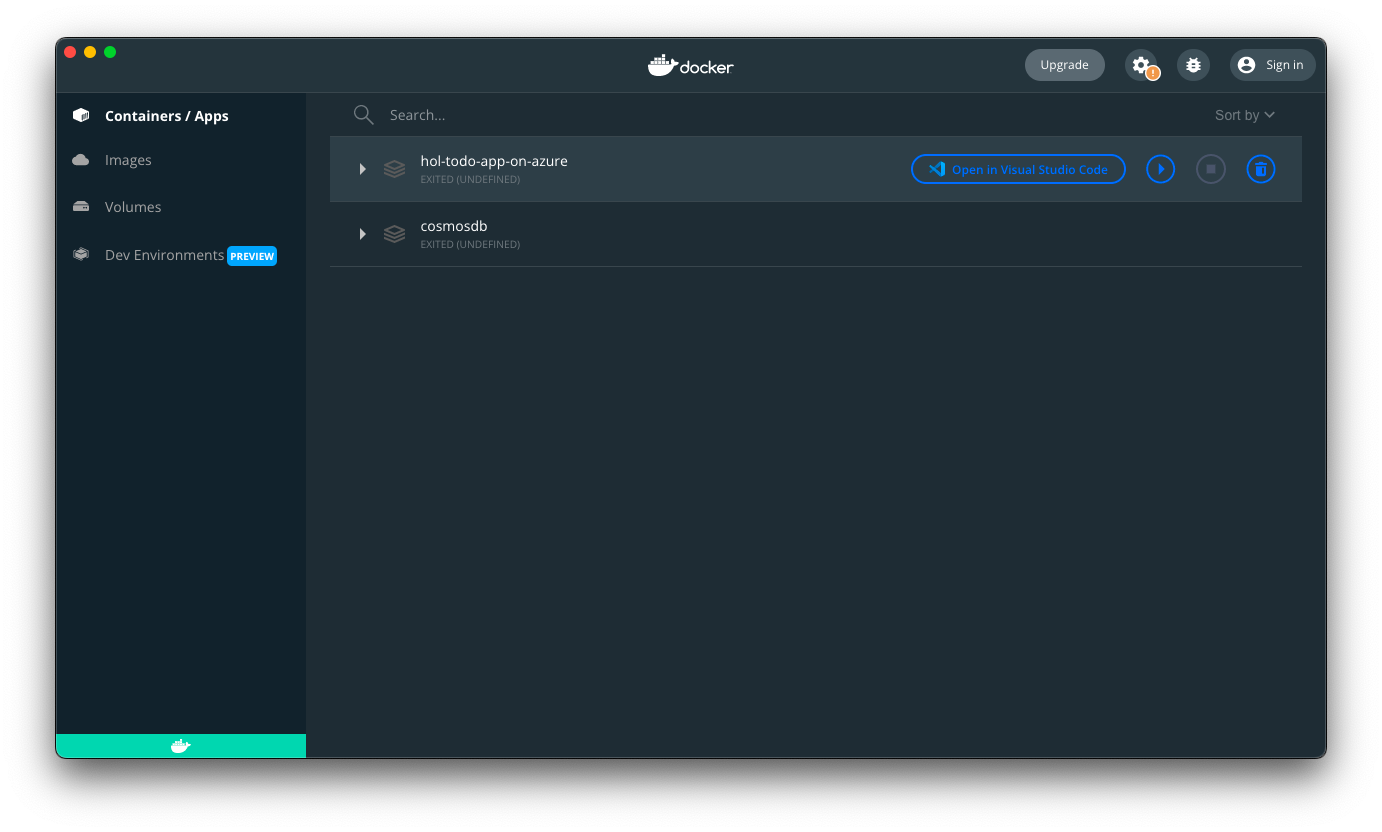 docker
Upgrade
Sign in
Containers / Apps
Images
Volumes
Dev Environments PREVIEW
Search...
Sort by
hol-todo-app-on-azure
EXITED (UNDEFINED)
Open in Visual Studio Code
cosmosdb
EXITED (UNDEFINED)